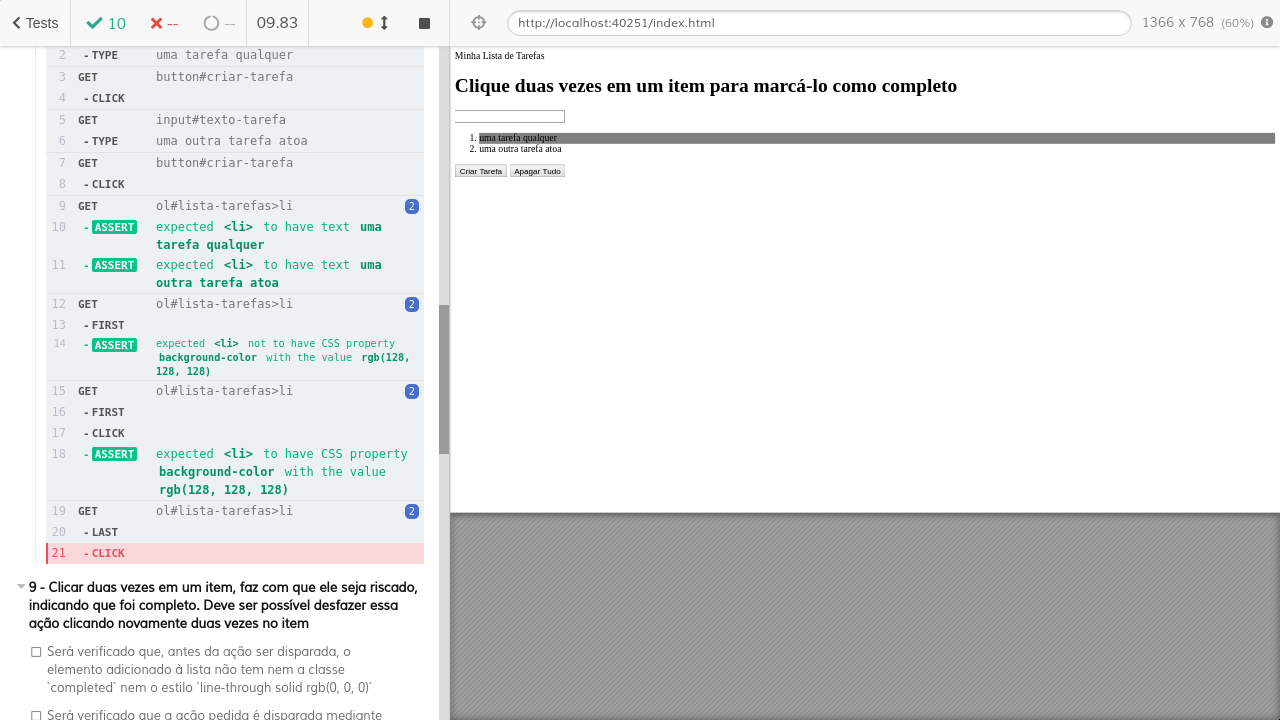 Tests
10
--
--
09.83
http://localhost:40251/index.html
1366 x 768 (60%)
2 - TYPE uma tarefa qualquer
3 GET button#criar-tarefa
4 - CLICK
5 GET input#texto-tarefa
6 - TYPE uma outra tarefa atoa
7 GET button#criar-tarefa
8 - CLICK
9 GET ol#lista-tarefas>li 2
10 - ASSERT expected <li> to have text uma
tarefa qualquer
11 - ASSERT expected <li> to have text uma
outra tarefa atoa
12 GET ol#lista-tarefas>li 2
13 - FIRST
14 - ASSERT expected <li> not to have CSS property
background-color with the value rgb(128,
128, 128)
15 GET ol#lista-tarefas>li 2
16 - FIRST
17 - CLICK
18 - ASSERT expected <li> to have CSS property
background-color with the value
rgb(128, 128, 128)
19 GET ol#lista-tarefas>li 2
20 - LAST
21 - CLICK
9 - Clicar duas vezes em um item, faz com que ele seja riscado,
indicando que foi completo. Deve ser possível desfazer essa
ação clicando novamente duas vezes no item
Será verificado que, antes da ação ser disparada, o
elemento adicionado à lista não tem nem a classe
`completed` nem o estilo `line-through solid rgb(0, 0, 0)`
Será verificado que a ação pedida é disparada mediante
Minha Lista de Tarefas
Clique duas vezes em um item para marcá-lo como completo
1. uma tarefa qualquer
2. uma outra tarefa atoa
Criar Tarefa Apagar Tudo